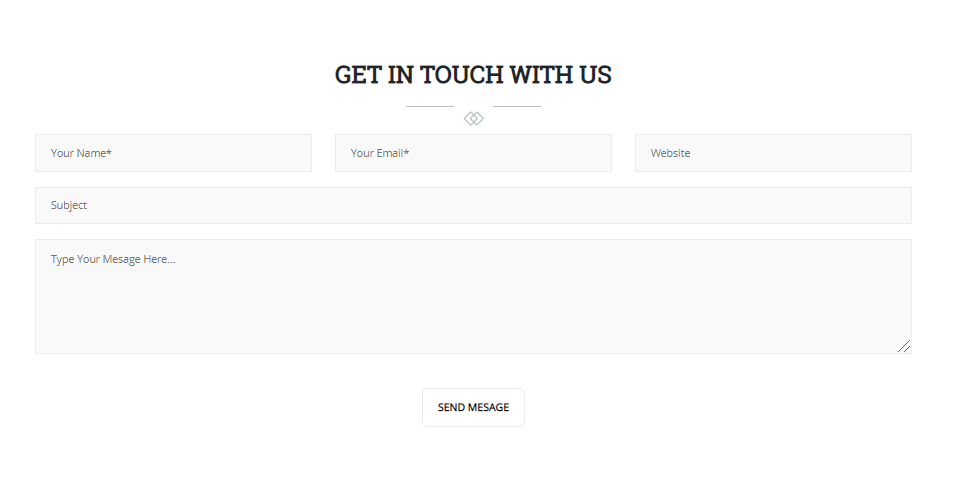 GET IN TOUCH WITH US
Your Name*
Your Email*
Website
Subject
Type Your Mesage Here...
SEND MESAGE